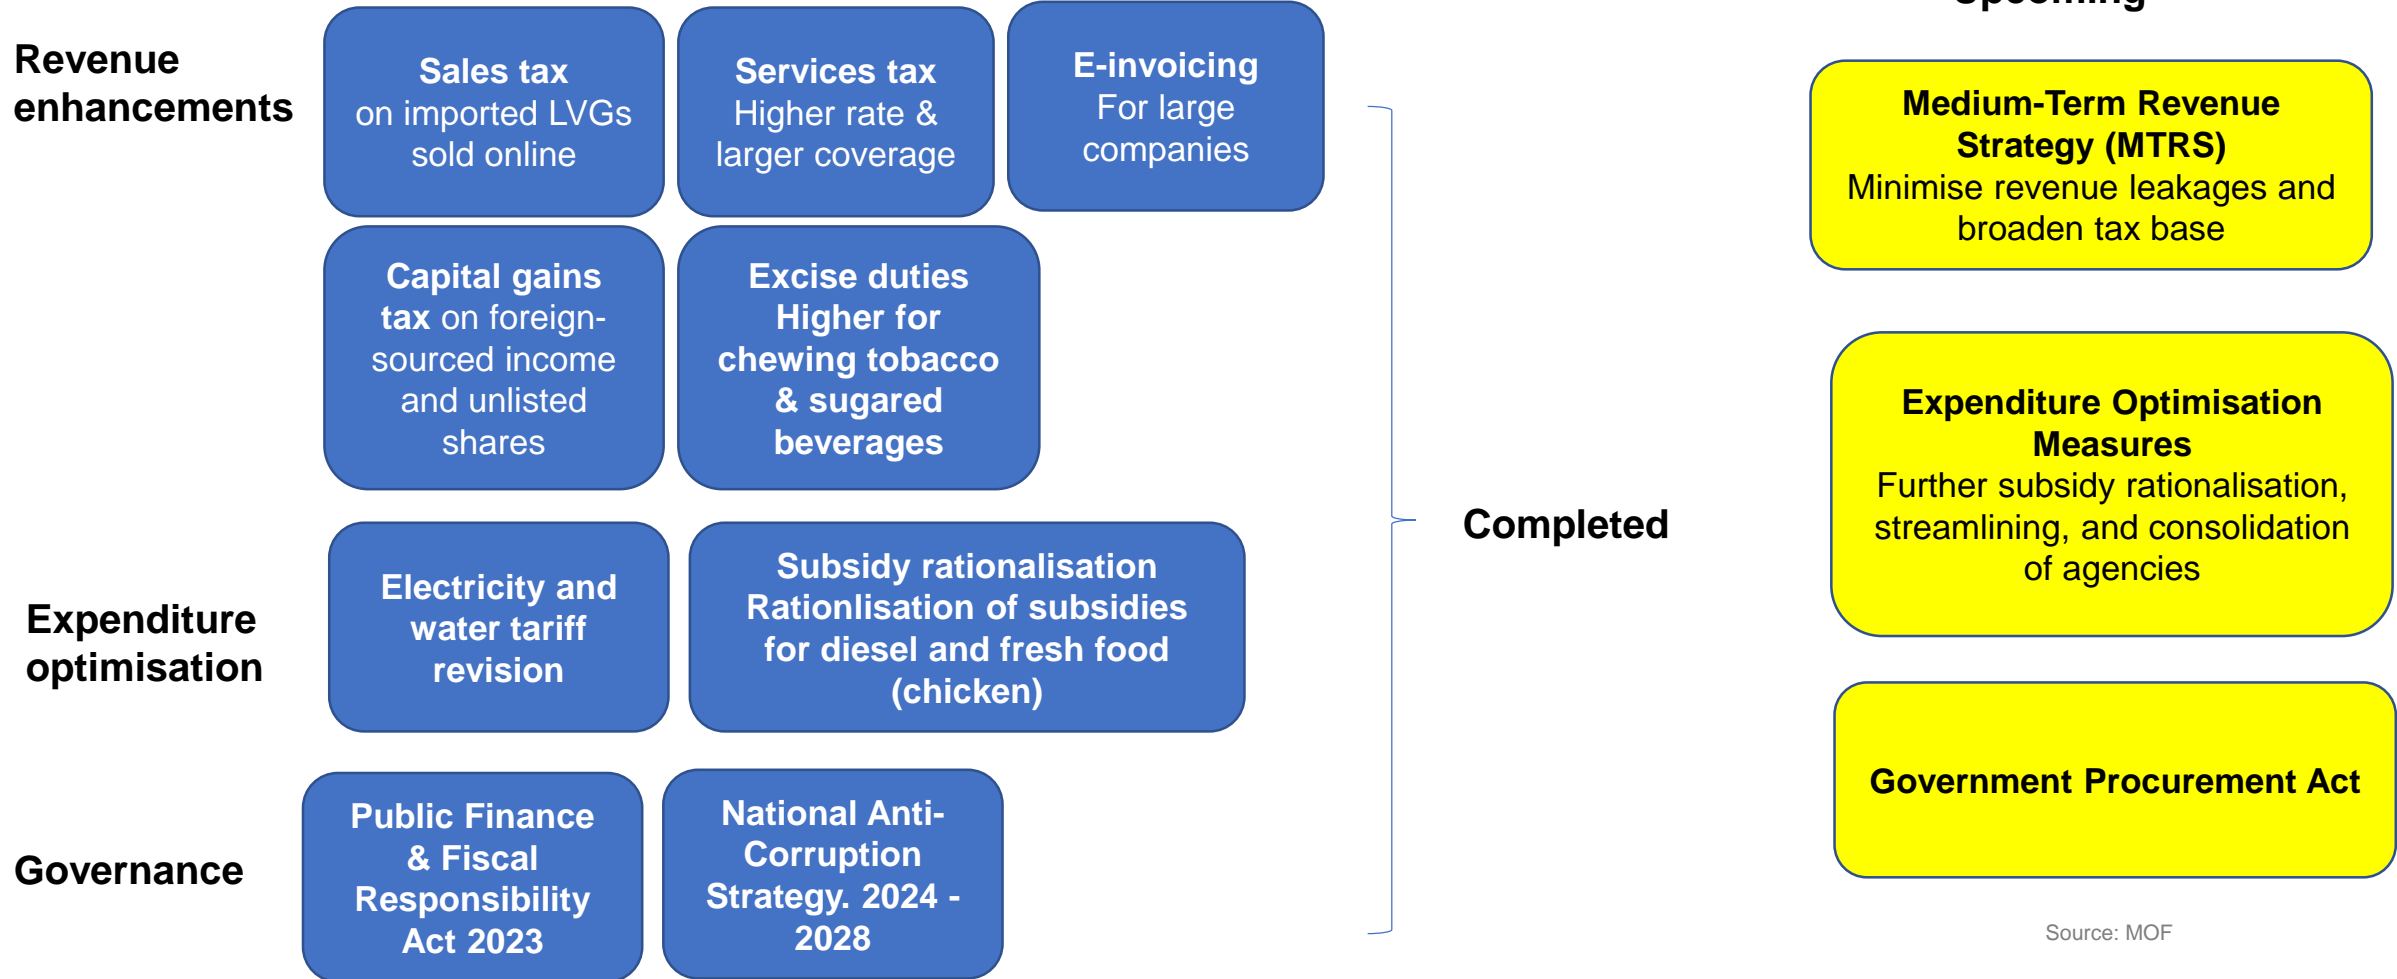 Upcoming
Revenue
enhancements
Sales tax
on imported LVGs
sold online
Services tax
Higher rate &
larger coverage
E-invoicing
For large
companies
Capital gains
tax on foreign-
sourced income
and unlisted
shares
Excise duties
Higher for
chewing tobacco
& sugared
beverages
Expenditure
optimisation
Electricity and
water tariff
revision
Subsidy rationalisation
Rationlisation of subsidies
for diesel and fresh food
(chicken)
Governance
Public Finance
& Fiscal
Responsibility
Act 2023
National Anti-
Corruption
Strategy. 2024 -
2028
Completed
Medium-Term Revenue
Strategy (MTRS)
Minimise revenue leakages and
broaden tax base
Expenditure Optimisation
Measures
Further subsidy rationalisation,
streamlining, and consolidation
of agencies
Government Procurement Act
Source: MOF